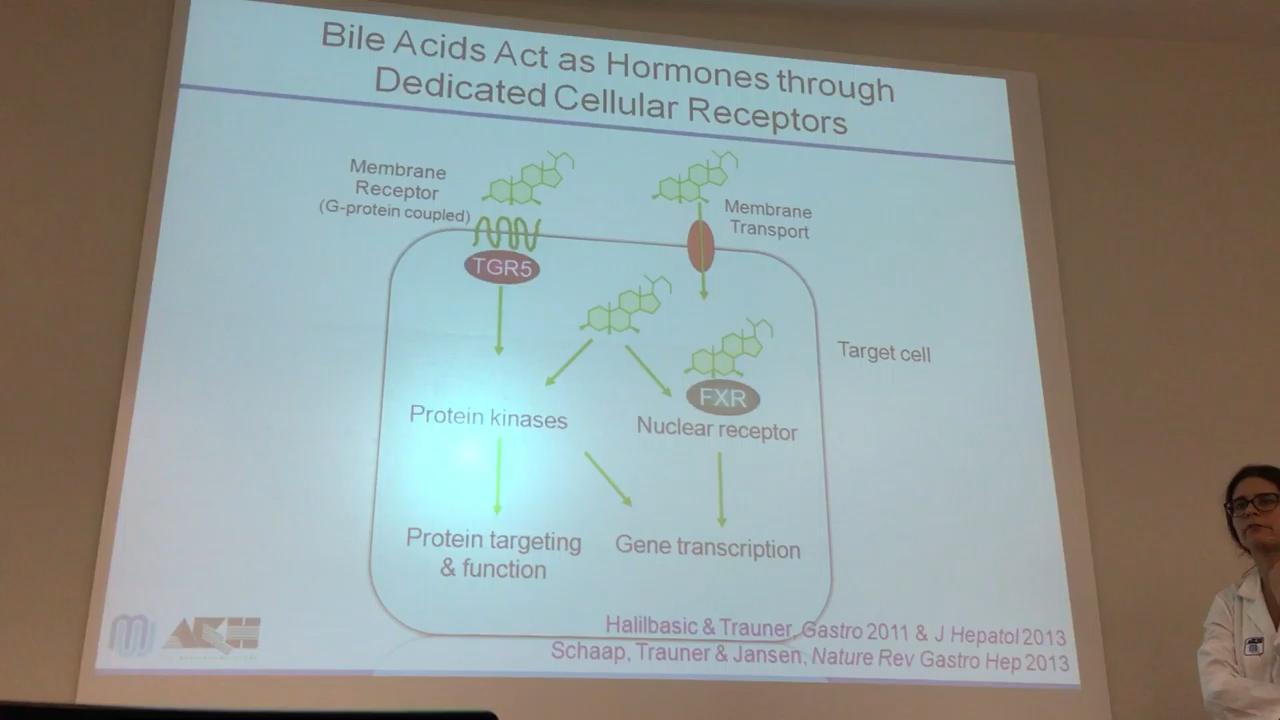 Bile Acids Act as Hormones through
Dedicated Cellular Receptors
Membrane
Receptor
(G-protein coupled)
Membrane
Transport
TGR5
Target cell
FXR
Protein kinases
Nuclear receptor
Protein targeting
& function
Gene transcription
Halilbasic & Trauner, Gastro 2011 & J Hepatol 2013
Schaap, Trauner & Jansen, Nature Rev Gastro Hep 2013
AKH